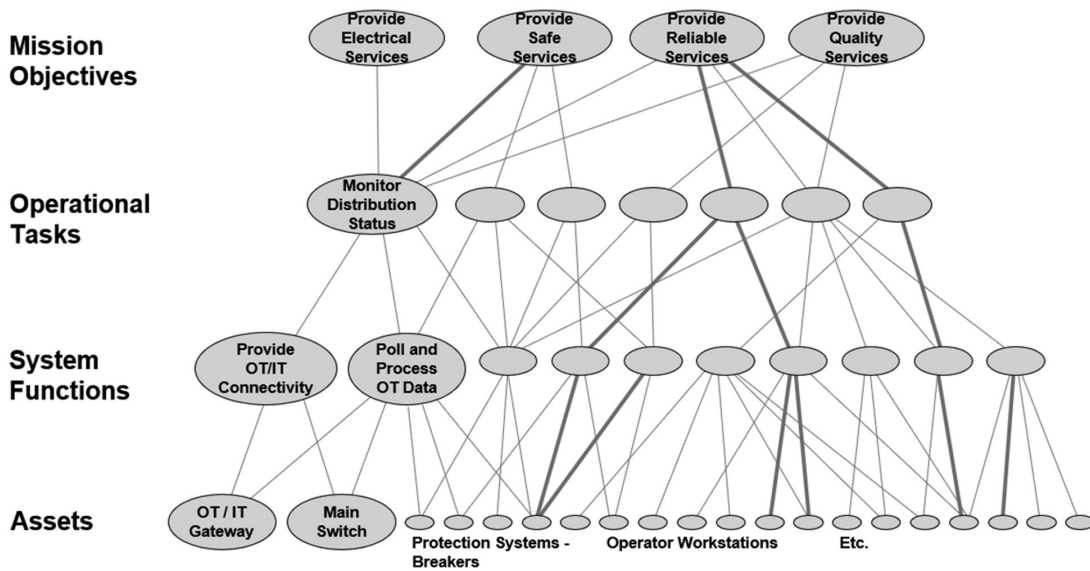 Mission
Objectives
Provide
Electrical
Services
Provide
Safe
Services
Provide
Reliable
Services
Provide
Quality
Services
Operational
Tasks
Monitor
Distribution
Status
System
Functions
Provide
OT/IT
Connectivity
Poll and
Process
OT Data
Assets
OT / IT
Gateway
Main
Switch
Protection Systems -
Breakers
Operator Workstations
Etc.